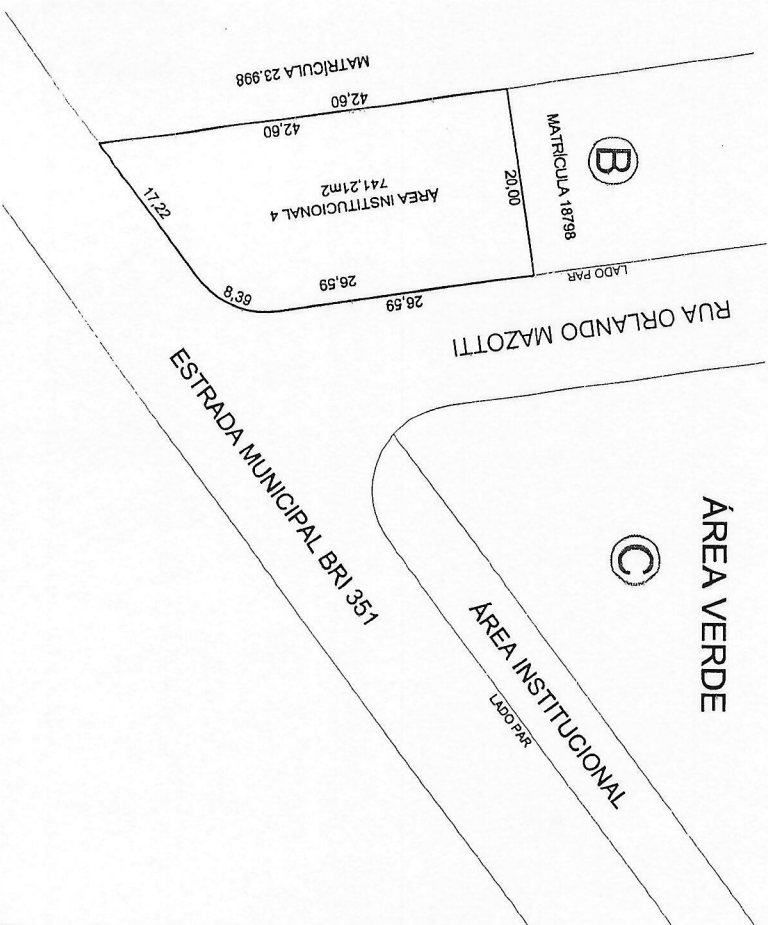 MATRÍCULA 23.998
42,60
42,60
17,22
ÁREA INSTITUCIONAL 4
741,21m2
20,00
MATRÍCULA 18798
B
8,39
26,59
26,59
LADO PAR
RUA ORLANDO MAZOTTI
ESTRADA MUNICIPAL BRI 351
ÁREA VERDE
C
ÁREA INSTITUCIONAL
LADO PAR